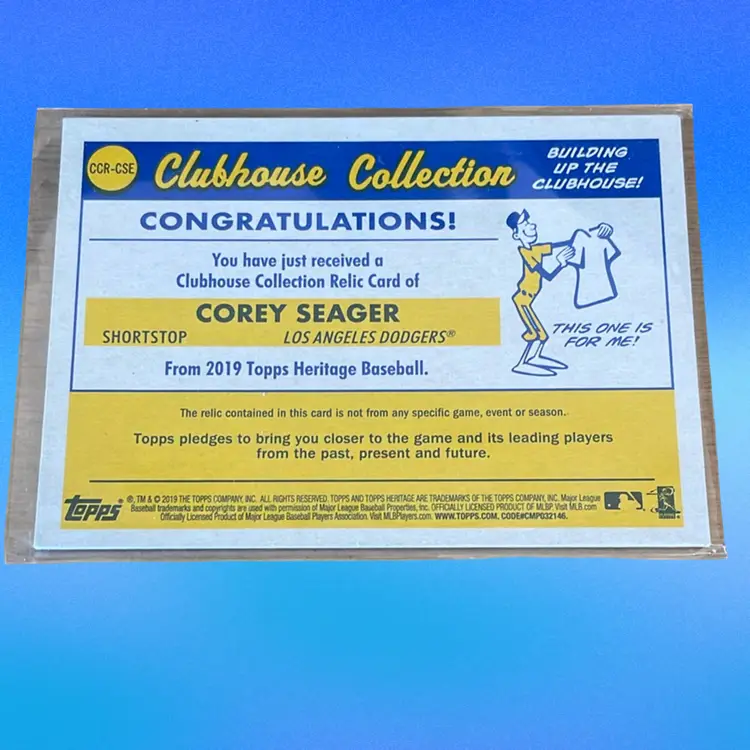 CCR-CSE
Clubhouse Collection
BUILDING
UP THE
CLUBHOUSE!
CONGRATULATIONS!
You have just received a
Clubhouse Collection Relic Card of
COREY SEAGER
SHORTSTOP LOS ANGELES DODGERS®
From 2019 Topps Heritage Baseball.
THIS ONE IS
FOR ME!
The relic contained in this card is not from any specific game, event or season.
Topps pledges to bring you closer to the game and its leading players
from the past, present and future.
topps®
®, TM & © 2019 THE TOPPS COMPANY, INC. ALL RIGHTS RESERVED. TOPPS AND TOPPS HERITAGE ARE TRADEMARKS OF THE TOPPS COMPANY, INC. Major League
Baseball trademarks and copyrights are used with permission of Major League Baseball Properties, Inc. OFFICIALLY LICENSED PRODUCT OF MLBP. Visit MLB.com
Officially Licensed Product of Major League Baseball Players Association. Visit MLBPlayers.com. WWW.TOPPS.COM. CODE#CMP032146.